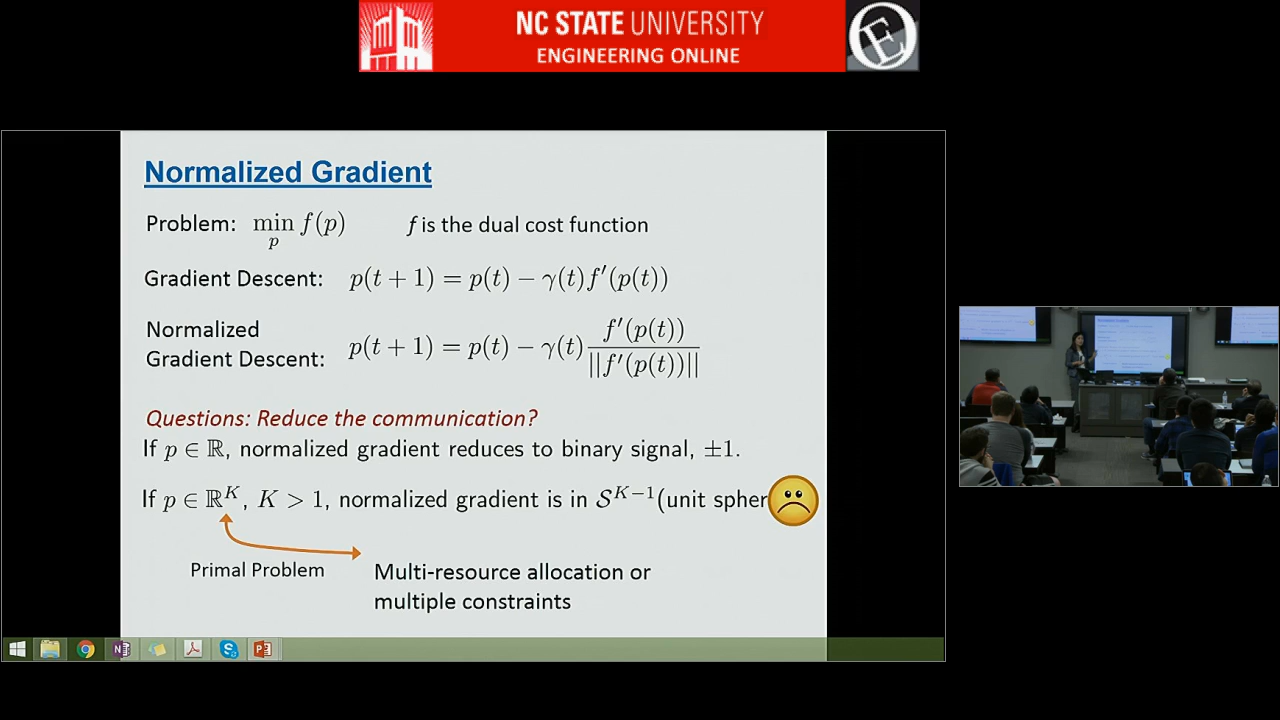 NC STATE UNIVERSITY
ENGINEERING ONLINE
Normalized Gradient
Problem: min_p f(p) f is the dual cost function
Gradient Descent: p(t + 1) = p(t) − γ(t)f′(p(t))
Normalized
Gradient Descent: p(t + 1) = p(t) − γ(t) f′(p(t)) / ||f′(p(t))||
Questions: Reduce the communication?
If p ∈ ℝ, normalized gradient reduces to binary signal, ±1.
If p ∈ ℝ^K, K > 1, normalized gradient is in 𝒮^{K−1}(unit spher
Primal Problem
Multi-resource allocation or
multiple constraints